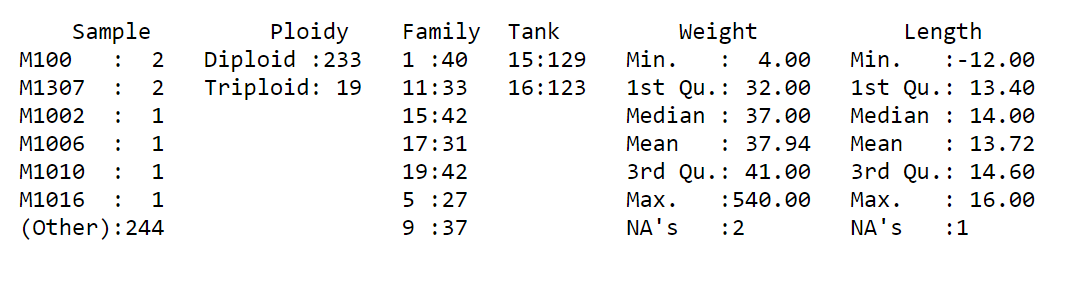 Sample         Ploidy    Family  Tank         Weight           Length
M100   :  2   Diploid :233   1 :40   15:129   Min.   :  4.00   Min.   :-12.00
M1307  :  2   Triploid: 19   11:33   16:123   1st Qu.: 32.00   1st Qu.: 13.40
M1002  :  1                  15:42            Median : 37.00   Median : 14.00
M1006  :  1                  17:31            Mean   : 37.94   Mean   : 13.72
M1010  :  1                  19:42            3rd Qu.: 41.00   3rd Qu.: 14.60
M1016  :  1                  5 :27            Max.   :540.00   Max.   : 16.00
(Other):244                  9 :37            NA's   :2        NA's   :1